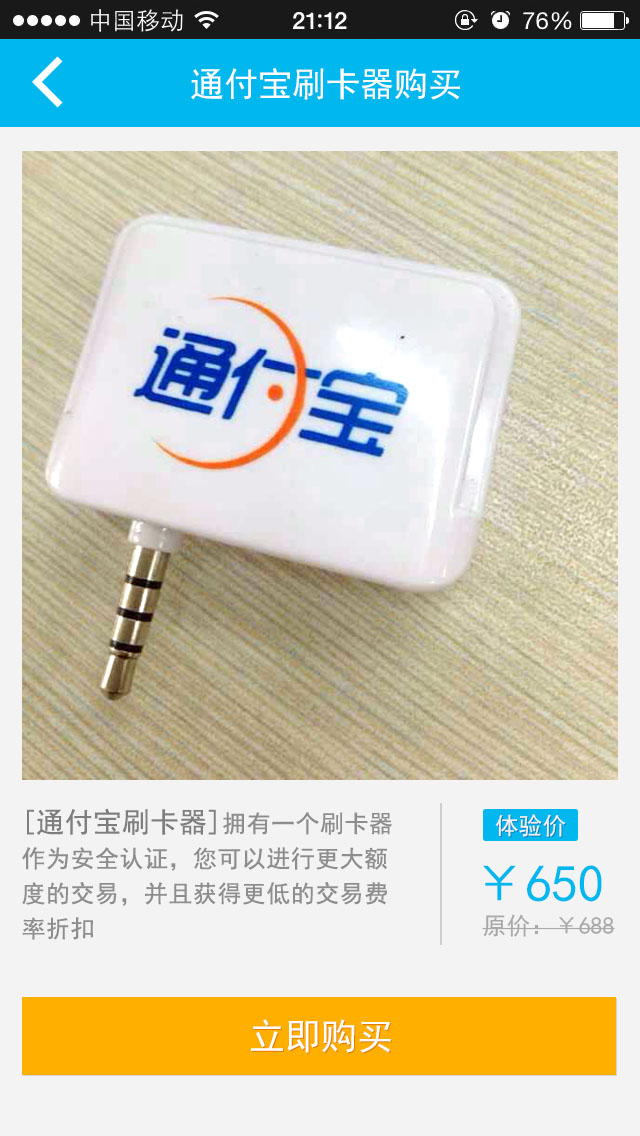 中国移动 21:12 76%
通付宝刷卡器购买
通付宝
[通付宝刷卡器]拥有一个刷卡器
作为安全认证，您可以进行更大额
度的交易，并且获得更低的交易费
率折扣
体验价
￥650
原价：￥688
立即购买